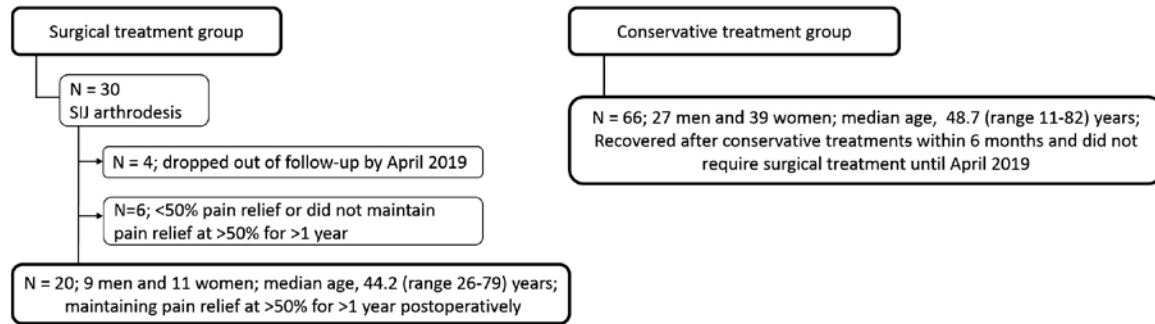 Surgical treatment group
N = 30
SIJ arthrodesis
N = 4; dropped out of follow-up by April 2019
N=6; <50% pain relief or did not maintain
pain relief at >50% for >1 year
N = 20; 9 men and 11 women; median age, 44.2 (range 26-79) years;
maintaining pain relief at >50% for >1 year postoperatively
Conservative treatment group
N = 66; 27 men and 39 women; median age, 48.7 (range 11-82) years;
Recovered after conservative treatments within 6 months and did not
require surgical treatment until April 2019